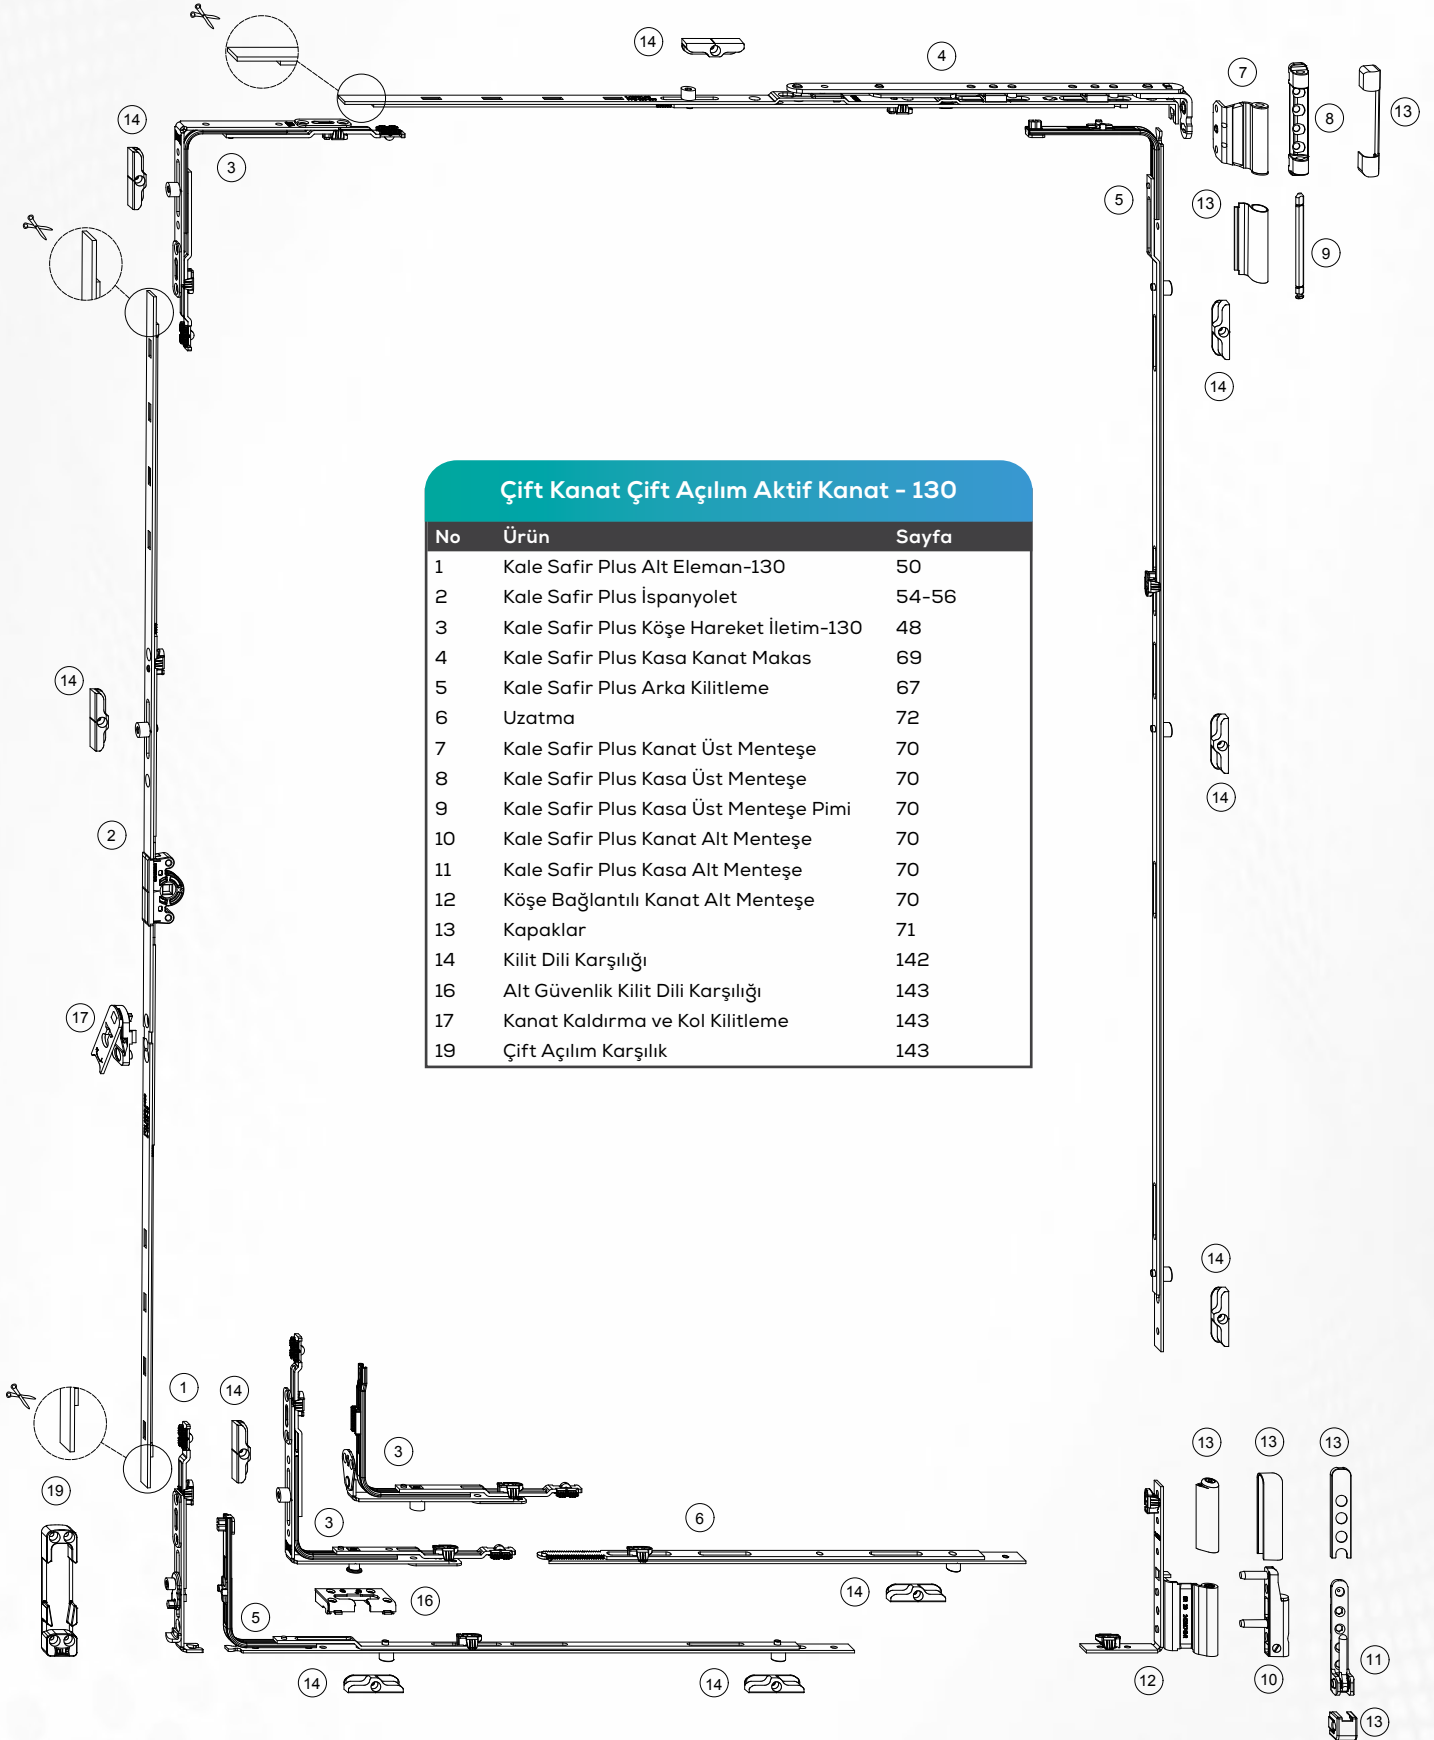 14
4
7
8
13
14
3
5
13
9
14
Çift Kanat Çift Açılım Aktif Kanat - 130
No Ürün Sayfa
1 Kale Safir Plus Alt Eleman-130 50
2 Kale Safir Plus İspanyolet 54-56
3 Kale Safir Plus Köşe Hareket İletim-130 48
4 Kale Safir Plus Kasa Kanat Makas 69
5 Kale Safir Plus Arka Kilitleme 67
6 Uzatma 72
7 Kale Safir Plus Kanat Üst Menteşe 70
8 Kale Safir Plus Kasa Üst Menteşe 70
9 Kale Safir Plus Kasa Üst Menteşe Pimi 70
10 Kale Safir Plus Kanat Alt Menteşe 70
11 Kale Safir Plus Kasa Alt Menteşe 70
12 Köşe Bağlantılı Kanat Alt Menteşe 70
13 Kapaklar 71
14 Kilit Dili Karşılığı 142
16 Alt Güvenlik Kilit Dili Karşılığı 143
17 Kanat Kaldırma ve Kol Kilitleme 143
19 Çift Açılım Karşılık 143
14
14
2
17
14
1
14
3
13
13
13
19
3
6
16
14
5
14
14
12
10
11
13